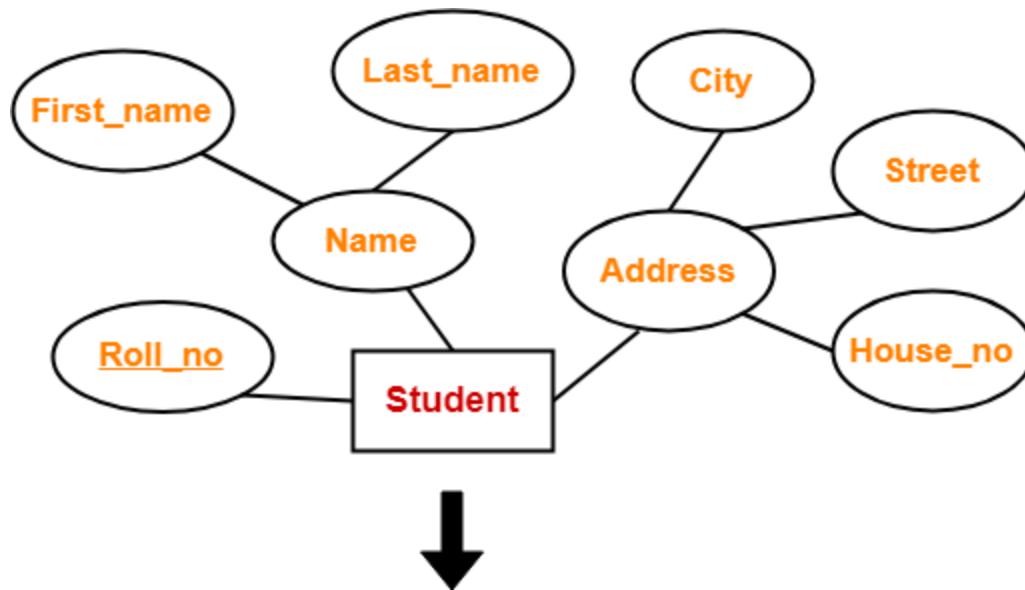 First_name
Last_name
City
Street
Name
Address
Roll_no
House_no
Student